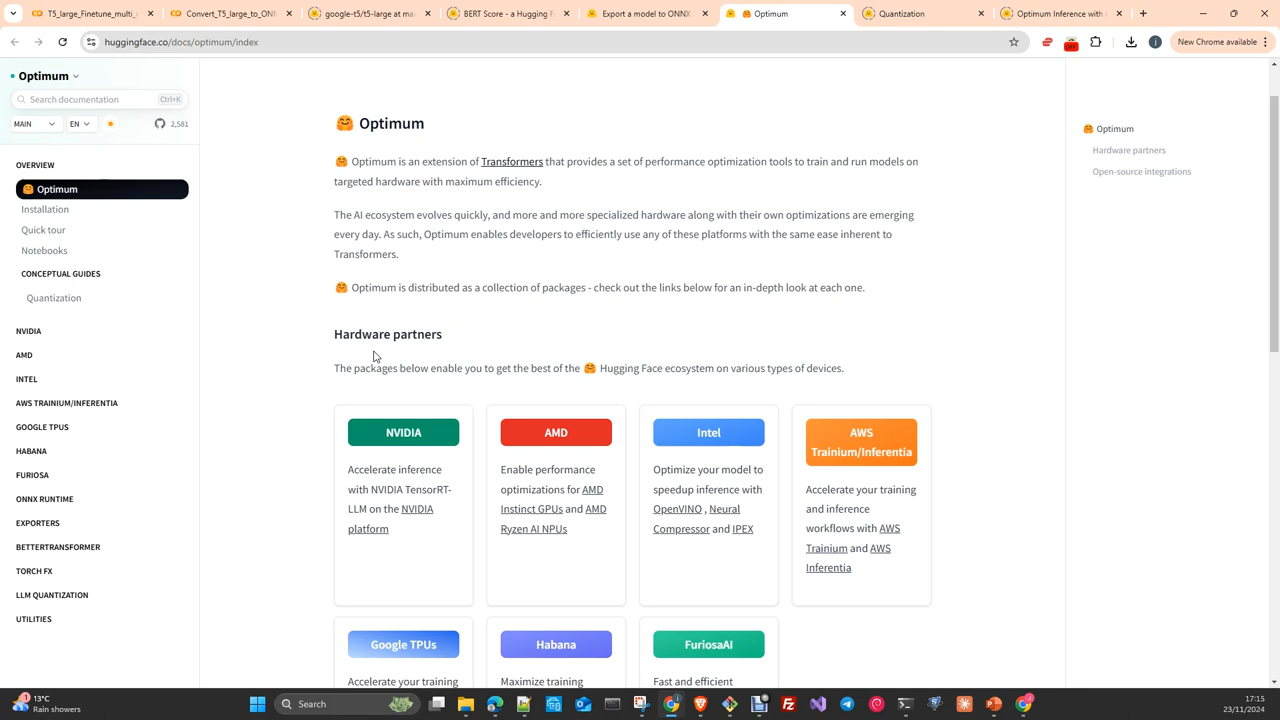 T5_large_Finetune_multi_
Convert_T5_large_to_ONN
google-t5/t5-large at ma
BERT Score - a Hugging F
Export a model to ONNX
Optimum
Quantization
Optimum Inference with
huggingface.co/docs/optimum/index
OFF
New Chrome available
Optimum
Search documentation
Ctrl+K
MAIN
EN
2,581
OVERVIEW
Optimum
Installation
Quick tour
Notebooks
CONCEPTUAL GUIDES
Quantization
NVIDIA
AMD
INTEL
AWS TRAINIUM/INFERENTIA
GOOGLE TPUS
HABANA
FURIOSA
ONNX RUNTIME
EXPORTERS
BETTERTRANSFORMER
TORCH FX
LLM QUANTIZATION
UTILITIES
Optimum
Optimum is an extension of Transformers that provides a set of performance optimization tools to train and run models on
targeted hardware with maximum efficiency.
The AI ecosystem evolves quickly, and more and more specialized hardware along with their own optimizations are emerging
every day. As such, Optimum enables developers to efficiently use any of these platforms with the same ease inherent to
Transformers.
Optimum is distributed as a collection of packages - check out the links below for an in-depth look at each one.
Hardware partners
The packages below enable you to get the best of the Hugging Face ecosystem on various types of devices.
NVIDIA
Accelerate inference
with NVIDIA TensorRT-
LLM on the NVIDIA
platform
AMD
Enable performance
optimizations for AMD
Instinct GPUs and AMD
Ryzen AI NPUs
Intel
Optimize your model to
speedup inference with
OpenVINO , Neural
Compressor and IPEX
AWS
Trainium/Inferentia
Accelerate your training
and inference
workflows with AWS
Trainium and AWS
Inferentia
Google TPUs
Accelerate your training
Habana
Maximize training
FuriosaAI
Fast and efficient
Optimum
Hardware partners
Open-source integrations
1
13°C
Rain showers
Search
17:15
23/11/2024